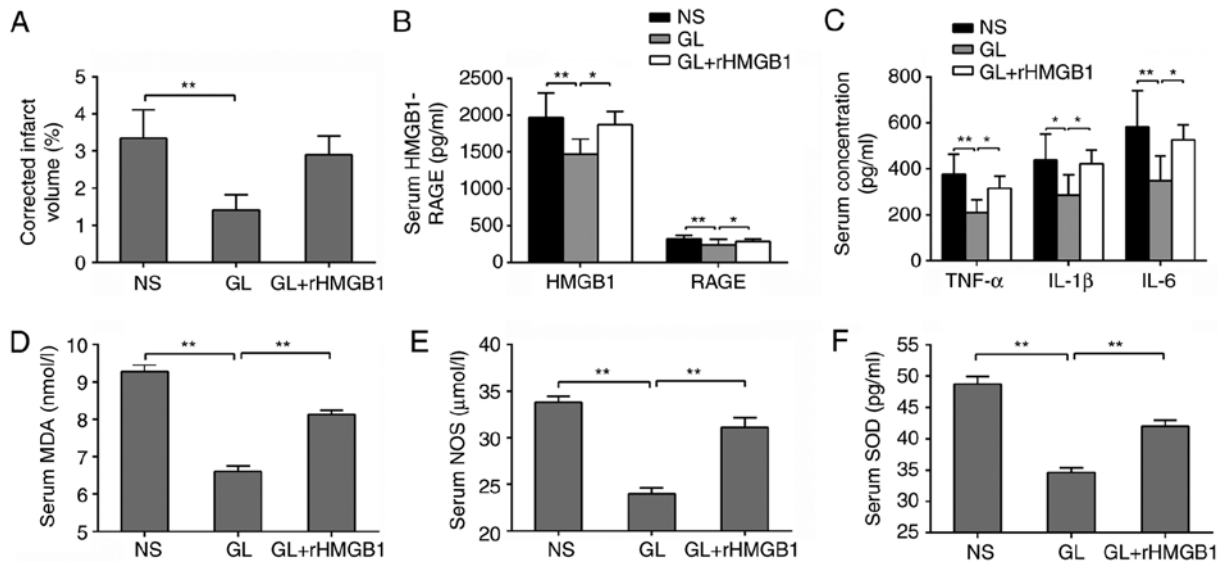 A
Corrected infarct
volume (%)
5
4
3
2
1
0
**
NS
GL
GL+rHMGB1
B
NS
GL
GL+rHMGB1
Serum HMGB1-
RAGE (pg/ml)
2500
2000
1500
1000
500
0
**
*
**
*
HMGB1
RAGE
C
NS
GL
GL+rHMGB1
Serum concentration
(pg/ml)
800
600
400
200
0
**
*
*
*
**
*
TNF-α
IL-1β
IL-6
D
Serum MDA (nmol/l)
10
9
8
7
6
5
**
**
NS
GL
GL+rHMGB1
E
Serum NOS (μmol/l)
40
35
30
25
20
**
**
NS
GL
GL+rHMGB1
F
Serum SOD (pg/ml)
55
50
45
40
35
30
25
**
**
NS
GL
GL+rHMGB1